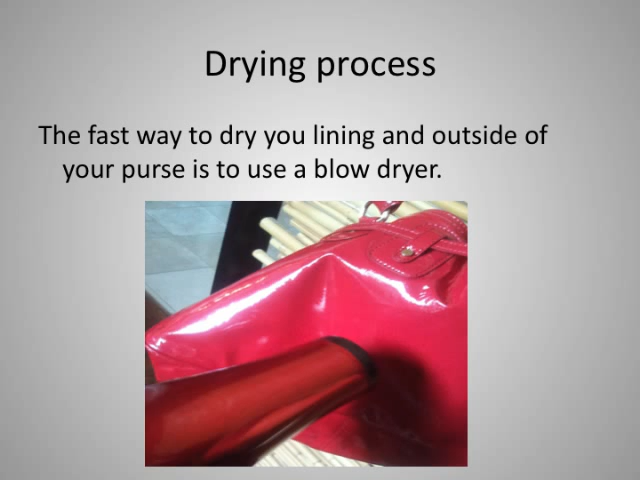 Drying process
The fast way to dry you lining and outside of
your purse is to use a blow dryer.